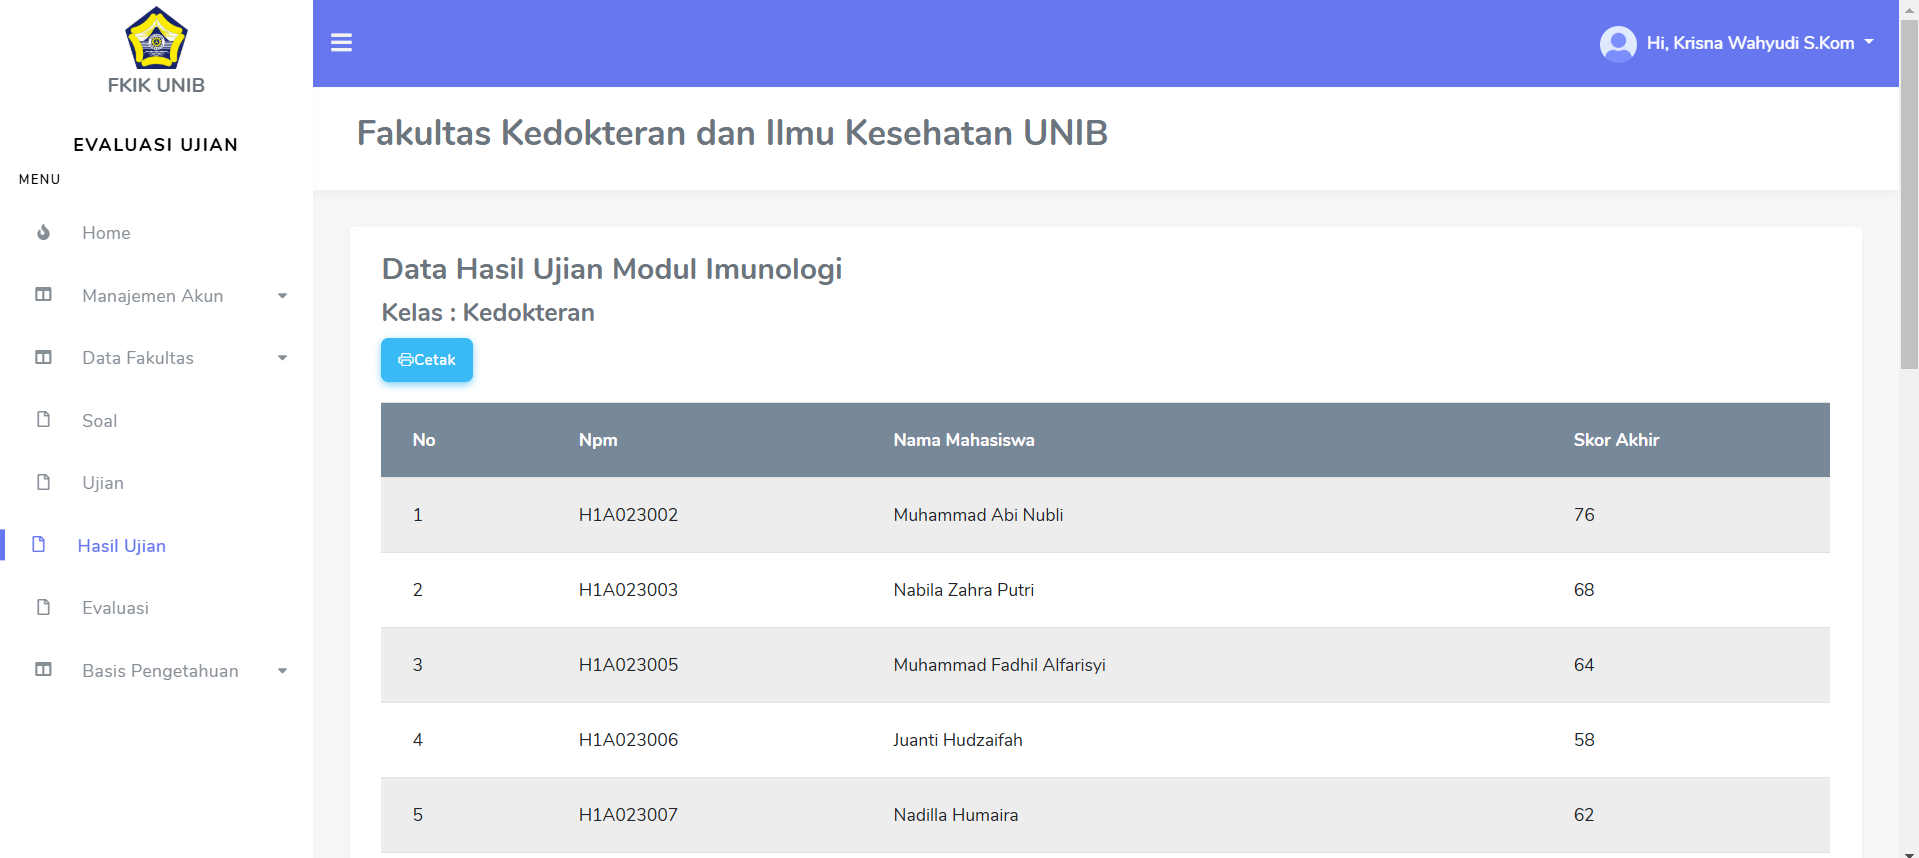 FKIK UNIB
EVALUASI UJIAN
MENU
Home
Manajemen Akun
Data Fakultas
Soal
Ujian
Hasil Ujian
Evaluasi
Basis Pengetahuan
Hi, Krisna Wahyudi S.Kom
Fakultas Kedokteran dan Ilmu Kesehatan UNIB
Data Hasil Ujian Modul Imunologi
Kelas : Kedokteran
Cetak
No Npm Nama Mahasiswa Skor Akhir
1 H1A023002 Muhammad Abi Nubli 76
2 H1A023003 Nabila Zahra Putri 68
3 H1A023005 Muhammad Fadhil Alfarisyi 64
4 H1A023006 Juanti Hudzaifah 58
5 H1A023007 Nadilla Humaira 62